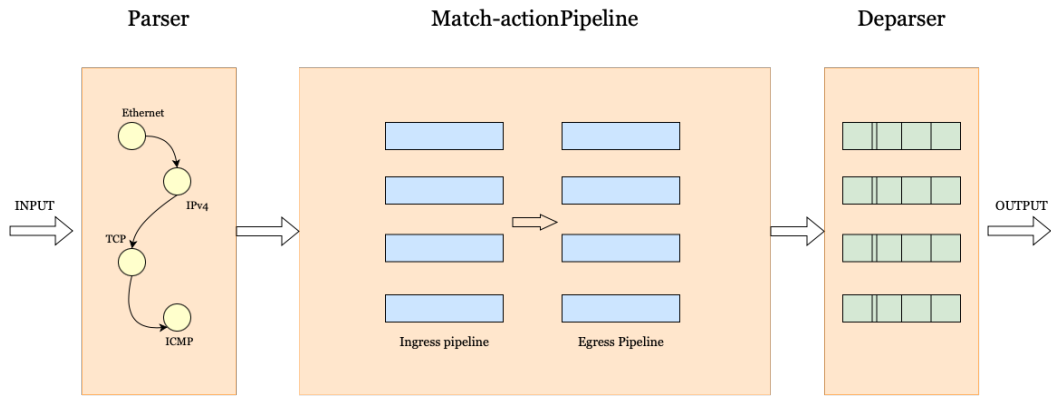 Parser
Match-actionPipeline
Deparser
INPUT
Ethernet
IPv4
TCP
ICMP
Ingress pipeline
Egress Pipeline
OUTPUT